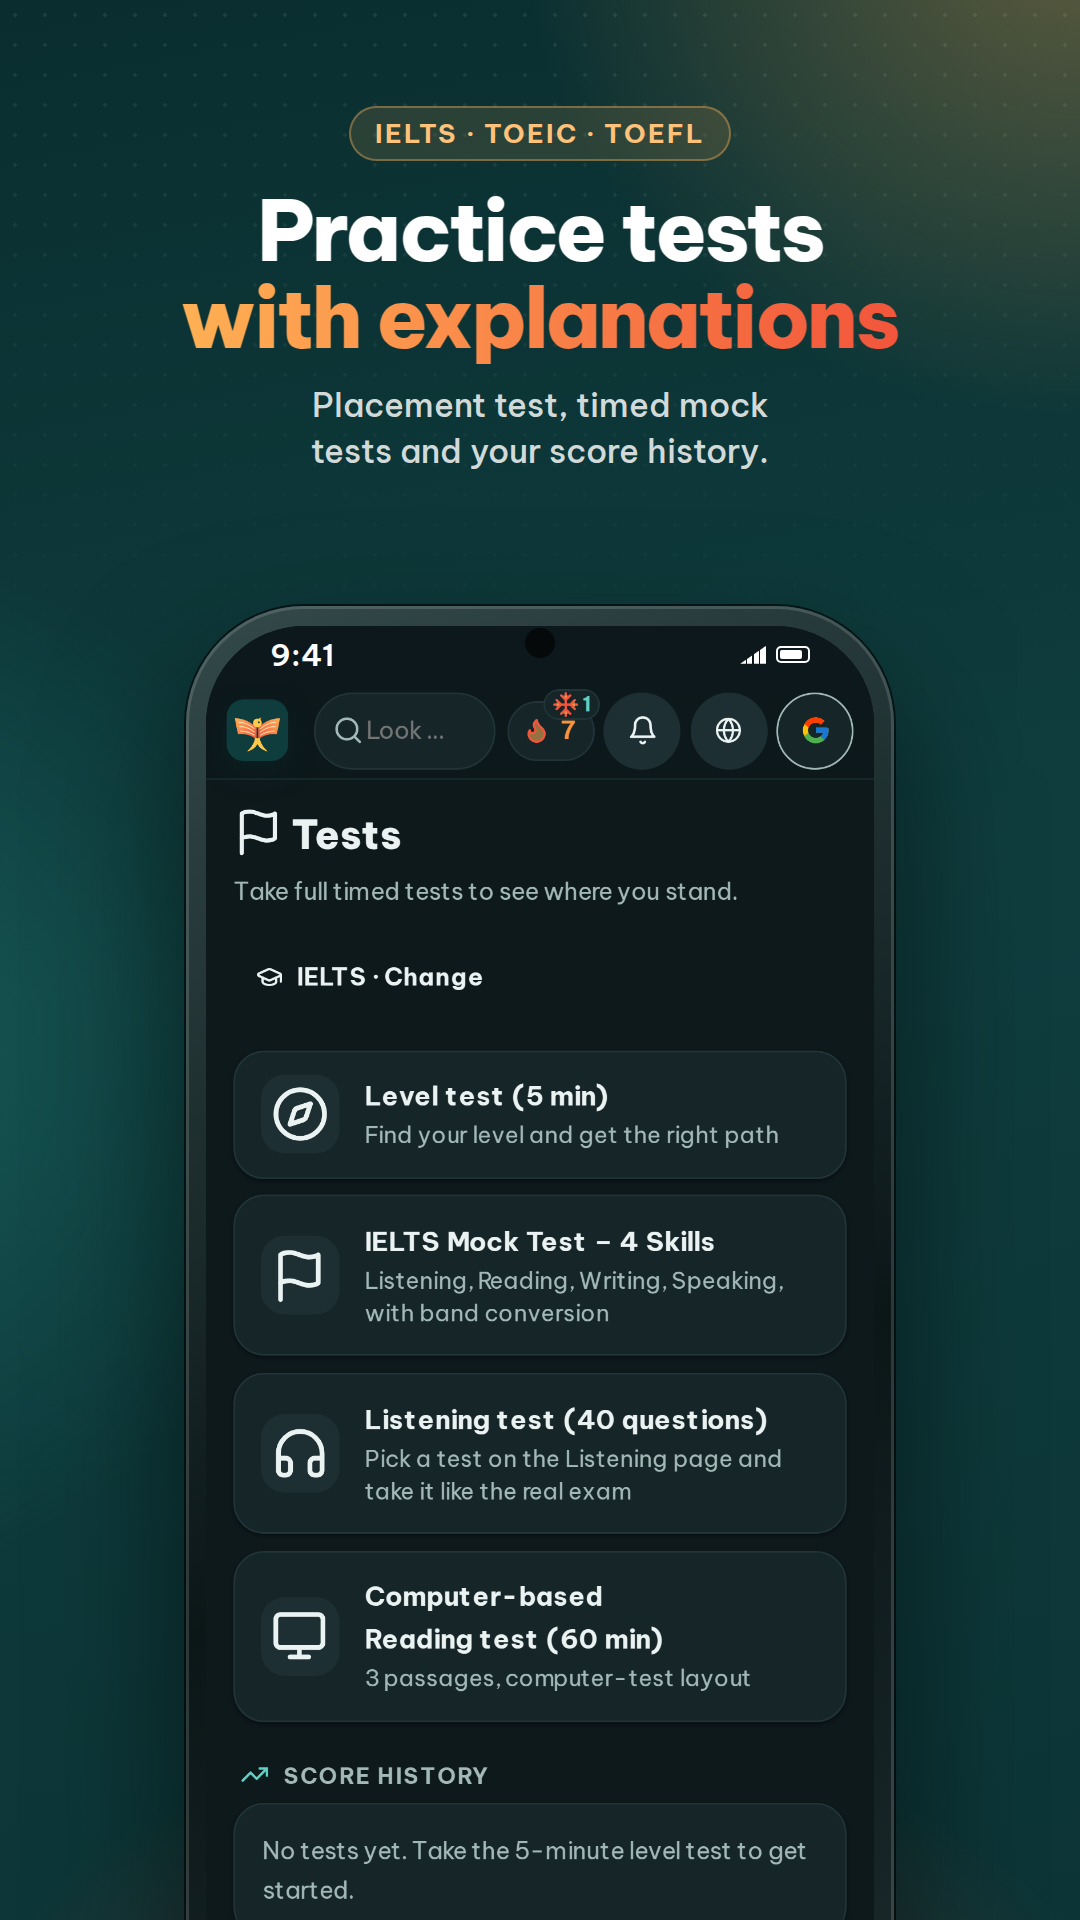 IELTS · TOEIC · TOEFL
Practice tests
with explanations
Placement test, timed mock
tests and your score history.
9:41
Look ...
1
7
Tests
Take full timed tests to see where you stand.
IELTS · Change
Level test (5 min)
Find your level and get the right path
IELTS Mock Test – 4 Skills
Listening, Reading, Writing, Speaking,
with band conversion
Listening test (40 questions)
Pick a test on the Listening page and
take it like the real exam
Computer-based
Reading test (60 min)
3 passages, computer-test layout
SCORE HISTORY
No tests yet. Take the 5-minute level test to get
started.